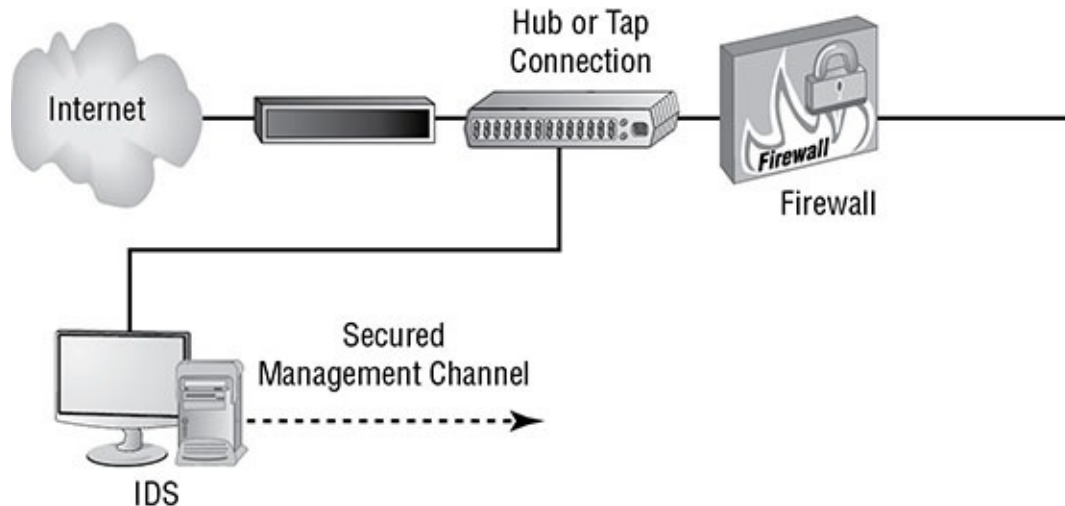 Hub or Tap
Connection
Internet
Firewall
Firewall
Secured
Management Channel
IDS